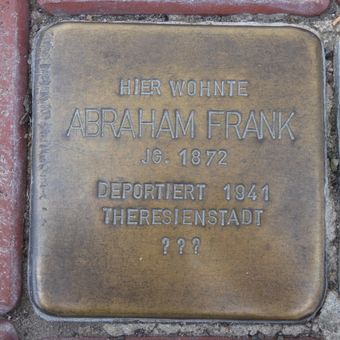 HIER WOHNTE
ABRAHAM FRANK
JG. 1872
DEPORTIERT 1941
THERESIENSTADT
???